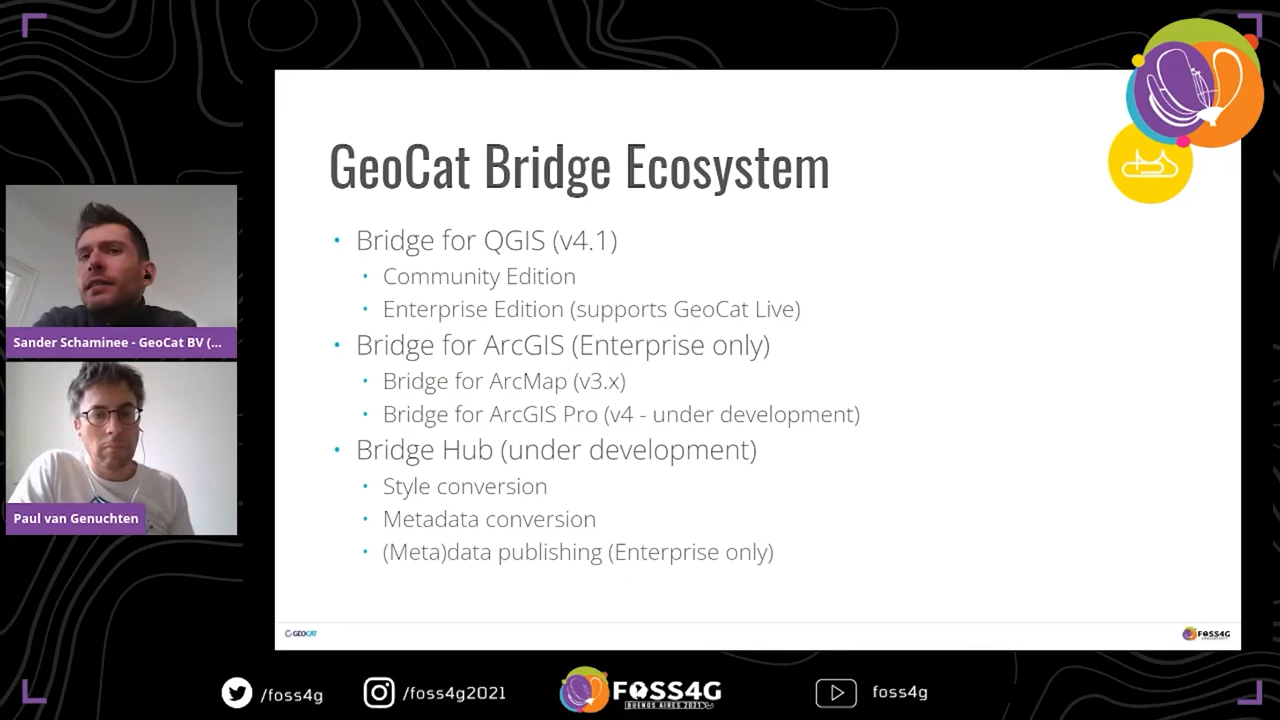 GeoCat Bridge Ecosystem
Bridge for QGIS (v4.1)
Community Edition
Enterprise Edition (supports GeoCat Live)
Bridge for ArcGIS (Enterprise only)
Bridge for ArcMap (v3.x)
Bridge for ArcGIS Pro (v4 - under development)
Bridge Hub (under development)
Style conversion
Metadata conversion
(Meta)data publishing (Enterprise only)
Sander Schaminee - GeoCat BV (...
Paul van Genuchten
GEOCAT
FOSS4G
/foss4g
/foss4g2021
FOSS4G
BUENOS AIRES 2021
foss4g